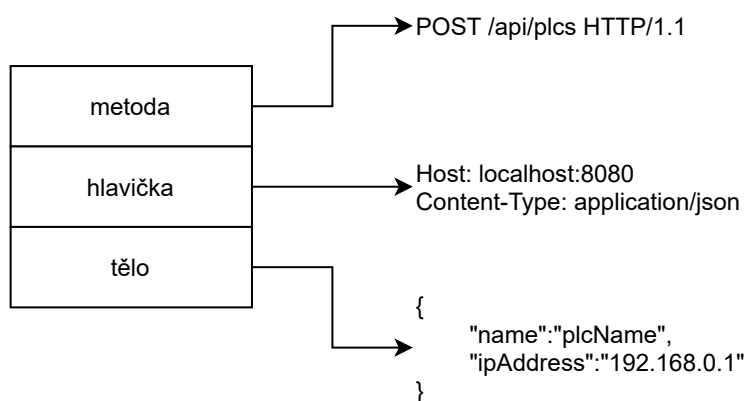 metoda
POST /api/plcs HTTP/1.1
hlavička
Host: localhost:8080
Content-Type: application/json
tělo
{
"name":"plcName",
"ipAddress":"192.168.0.1"
}